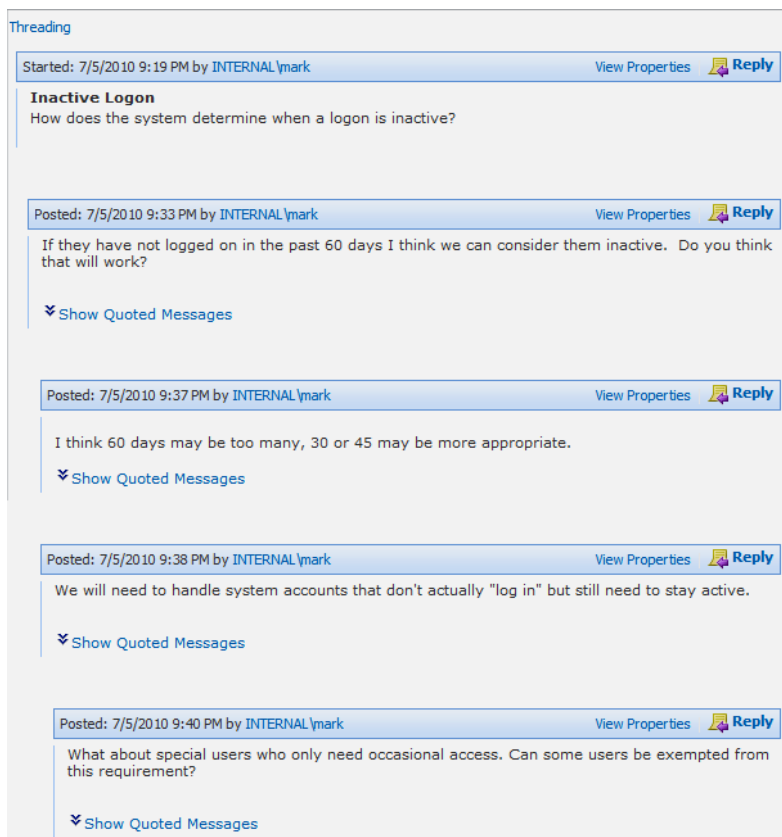 Threading
Started: 7/5/2010 9:19 PM by INTERNAL\mark View Properties Reply
Inactive Logon
How does the system determine when a logon is inactive?
Posted: 7/5/2010 9:33 PM by INTERNAL\mark View Properties Reply
If they have not logged on in the past 60 days I think we can consider them inactive. Do you think
that will work?
Show Quoted Messages
Posted: 7/5/2010 9:37 PM by INTERNAL\mark View Properties Reply
I think 60 days may be too many, 30 or 45 may be more appropriate.
Show Quoted Messages
Posted: 7/5/2010 9:38 PM by INTERNAL\mark View Properties Reply
We will need to handle system accounts that don't actually "log in" but still need to stay active.
Show Quoted Messages
Posted: 7/5/2010 9:40 PM by INTERNAL\mark View Properties Reply
What about special users who only need occasional access. Can some users be exempted from
this requirement?
Show Quoted Messages